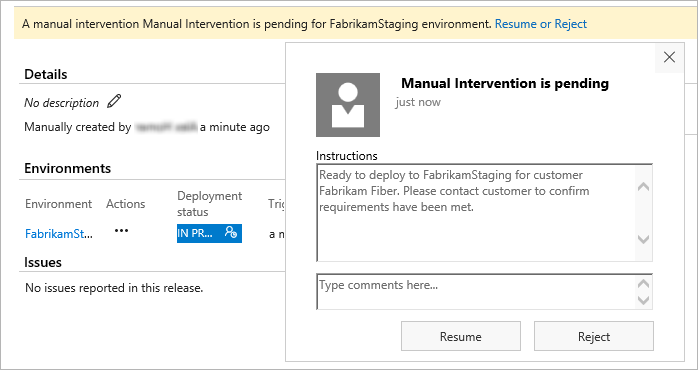 A manual intervention Manual Intervention is pending for FabrikamStaging environment. Resume or Reject
Details
No description
Manually created by a minute ago
Environments
Environment Actions Deployment status Trig
FabrikamSt... ••• IN PR... a m
Issues
No issues reported in this release.
Manual Intervention is pending
just now
Instructions
Ready to deploy to FabrikamStaging for customer
Fabrikam Fiber. Please contact customer to confirm
requirements have been met.
Type comments here...
Resume
Reject